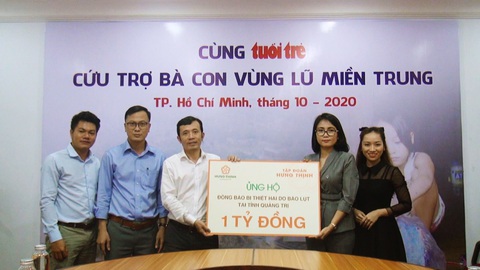 CÙNG tuổi trẻ
CỨU TRỢ BÀ CON VÙNG LŨ MIỀN TRUNG
TP. Hồ Chí Minh, tháng 10 - 2020
TẬP ĐOÀN
HƯNG THỊNH
ỦNG HỘ
ĐỒNG BÀO BỊ THIỆT HẠI DO BÃO LỤT
TẠI TỈNH QUẢNG TRỊ
1 TỶ ĐỒNG